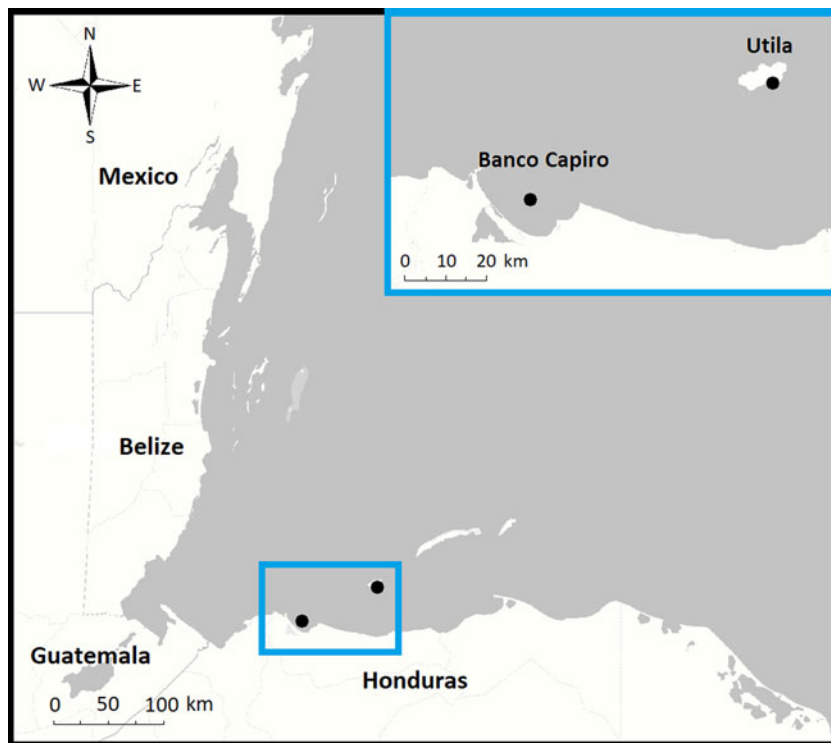 N
W E
S
Mexico
Belize
Guatemala
0 50 100 km
Honduras
Utila
Banco Capiro
0 10 20 km